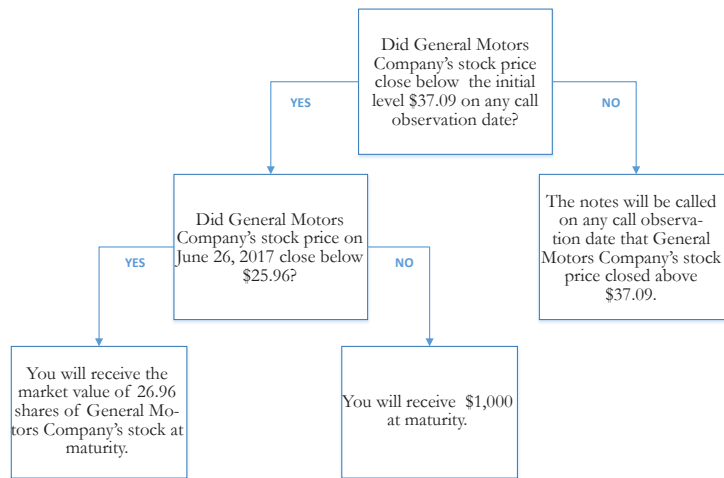 Did General Motors
Company's stock price
close below the initial
level $37.09 on any call
observation date?
YES
NO
Did General Motors
Company's stock price on
June 26, 2017 close below
$25.96?
The notes will be called
on any call observa-
tion date that General
Motors Company's stock
price closed above
$37.09.
YES
NO
You will receive the
market value of 26.96
shares of General Mo-
tors Company's stock at
maturity.
You will receive $1,000
at maturity.